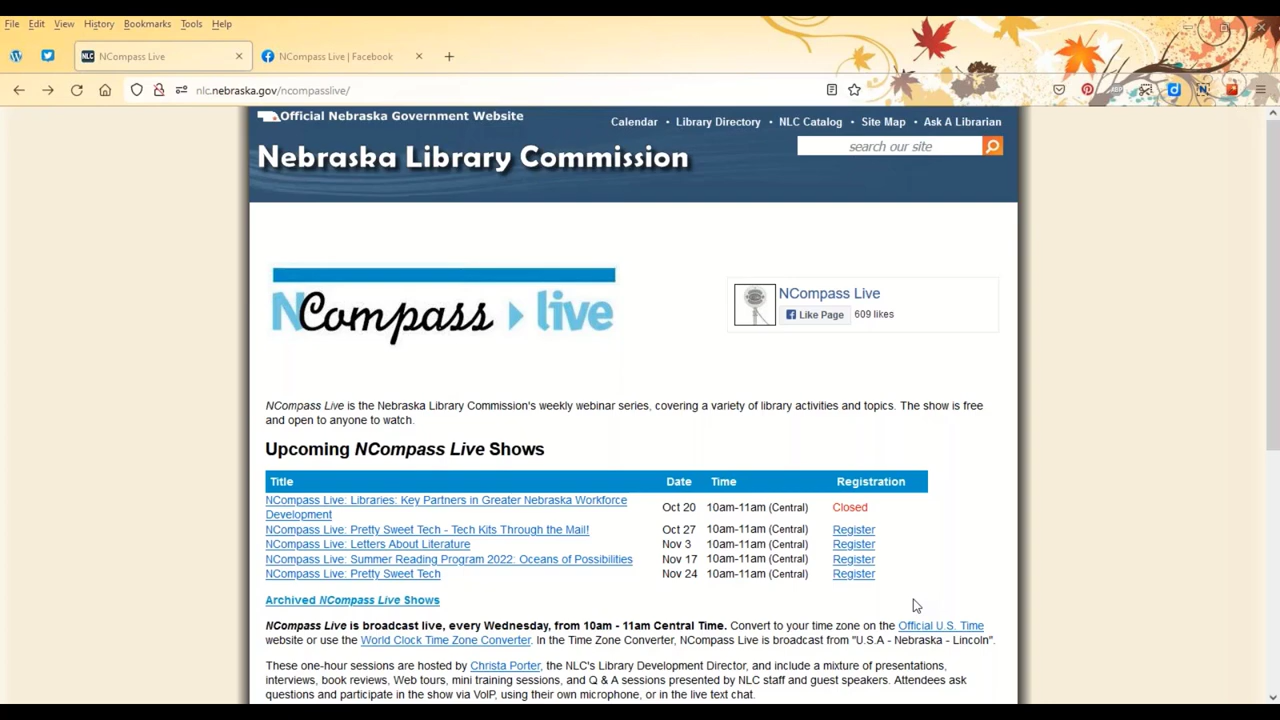 File Edit View History Bookmarks Tools Help
NLC NCompass Live × NCompass Live | Facebook × +
nlc.nebraska.gov/ncompasslive/
Official Nebraska Government Website
Calendar • Library Directory • NLC Catalog • Site Map • Ask A Librarian
Nebraska Library Commission
search our site
NCompass live
NCompass Live
Like Page 609 likes
NCompass Live is the Nebraska Library Commission's weekly webinar series, covering a variety of library activities and topics. The show is free
and open to anyone to watch.
Upcoming NCompass Live Shows
Title Date Time Registration
NCompass Live: Libraries: Key Partners in Greater Nebraska Workforce
Development Oct 20 10am-11am (Central) Closed
NCompass Live: Pretty Sweet Tech - Tech Kits Through the Mail! Oct 27 10am-11am (Central) Register
NCompass Live: Letters About Literature Nov 3 10am-11am (Central) Register
NCompass Live: Summer Reading Program 2022: Oceans of Possibilities Nov 17 10am-11am (Central) Register
NCompass Live: Pretty Sweet Tech Nov 24 10am-11am (Central) Register
Archived NCompass Live Shows
NCompass Live is broadcast live, every Wednesday, from 10am - 11am Central Time. Convert to your time zone on the Official U.S. Time
website or use the World Clock Time Zone Converter. In the Time Zone Converter, NCompass Live is broadcast from "U.S.A - Nebraska - Lincoln".
These one-hour sessions are hosted by Christa Porter, the NLC's Library Development Director, and include a mixture of presentations,
interviews, book reviews, Web tours, mini training sessions, and Q & A sessions presented by NLC staff and guest speakers. Attendees ask
questions and participate in the show via VoIP, using their own microphone, or in the live text chat.